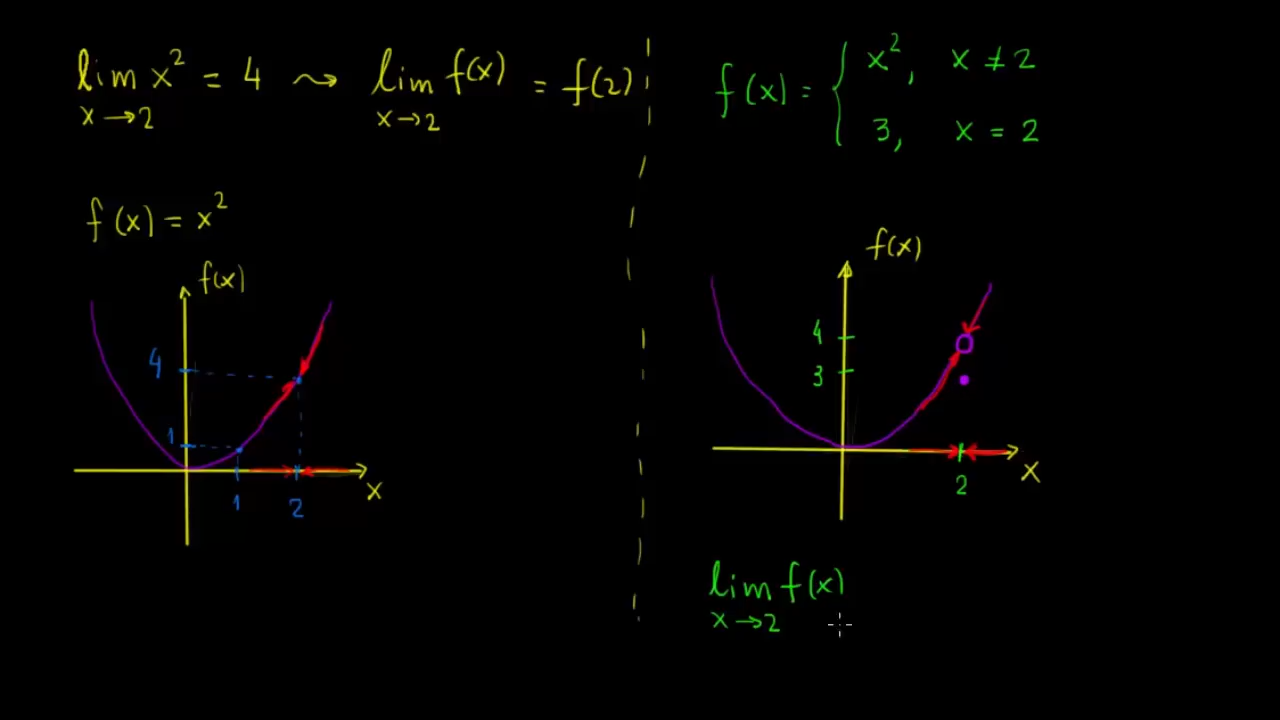 lim x² = 4 ⤳ lim f(x) = f(2)
x→2 x→2
f(x) = x²
f(x)
4
1
1 2
x
f(x) = { x², x ≠ 2
3, x = 2
f(x)
4
3
2
x
lim f(x)
x→2